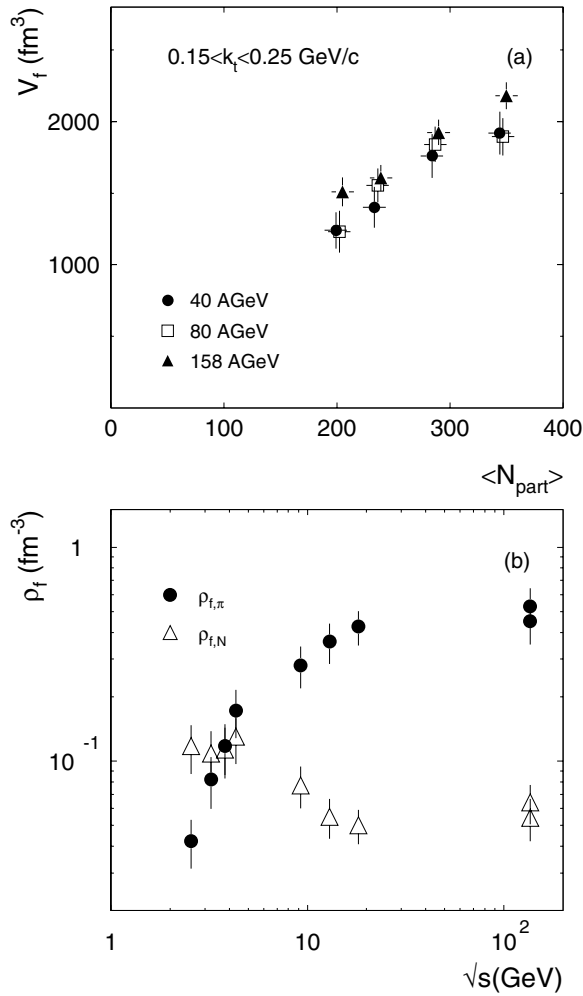 V_f (fm^3)
0.15<k_t<0.25 GeV/c
(a)
2000
1000
40 AGeV
80 AGeV
158 AGeV
0 100 200 300 400
<N_part>
ρ_f (fm^-3)
(b)
1
ρ_f,π
ρ_f,N
10^-1
1 10 10^2
√s(GeV)